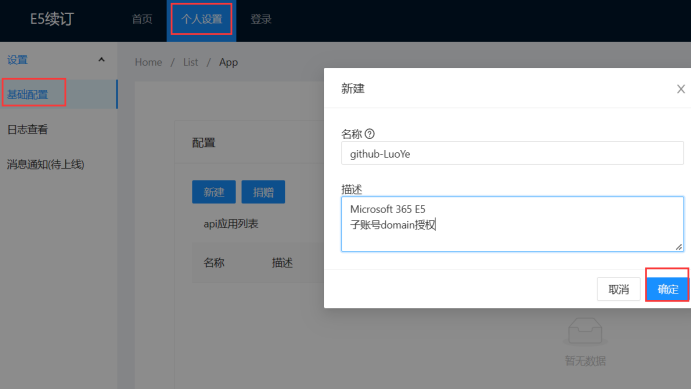 E5续订
首页
个人设置
登录
设置
基础配置
日志查看
消息通知(待上线)
Home / List / App
配置
新建
捐赠
api应用列表
名称
描述
暂无数据
新建
名称
github-LuoYe
描述
Microsoft 365 E5
子账号domain授权
取消
确定